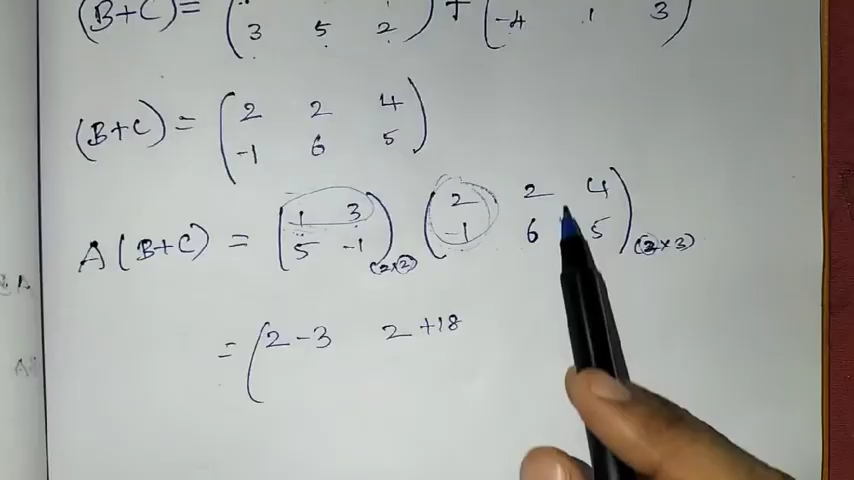 (B+C) = ( 3 5 2 ) + ( -4 1 3 )
(B+C) = ( 2 2 4
-1 6 5 )
A(B+C) = ( 1 3
5 -1 )(2×2) ( 2 2 4
-1 6 5 )(2×3)
= ( 2-3 2+18